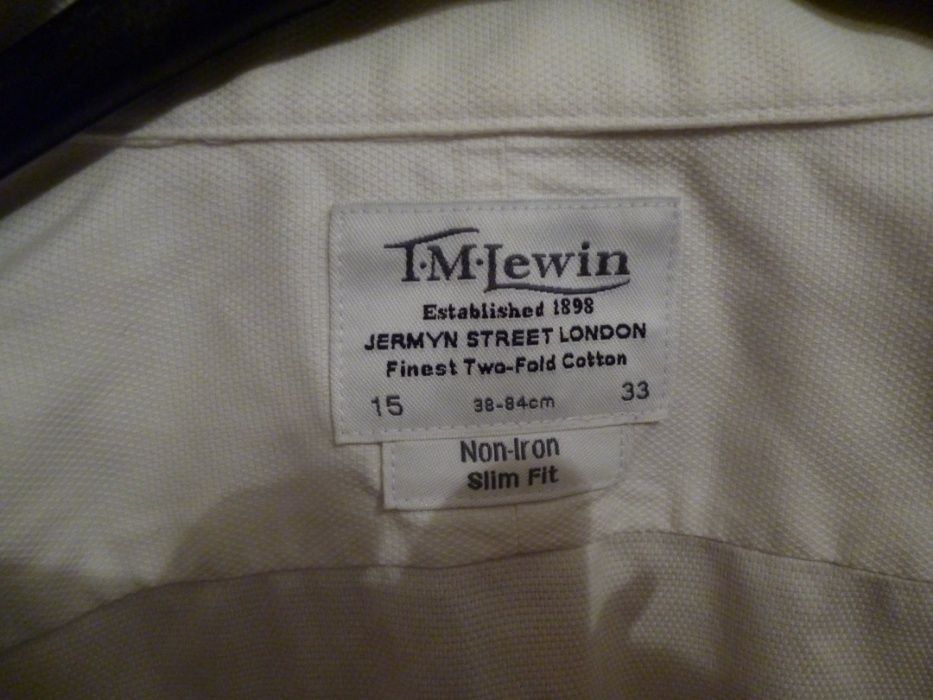 T·M·Lewin
Established 1898
JERMYN STREET LONDON
Finest Two-Fold Cotton
15 38-84cm 33
Non-Iron
Slim Fit